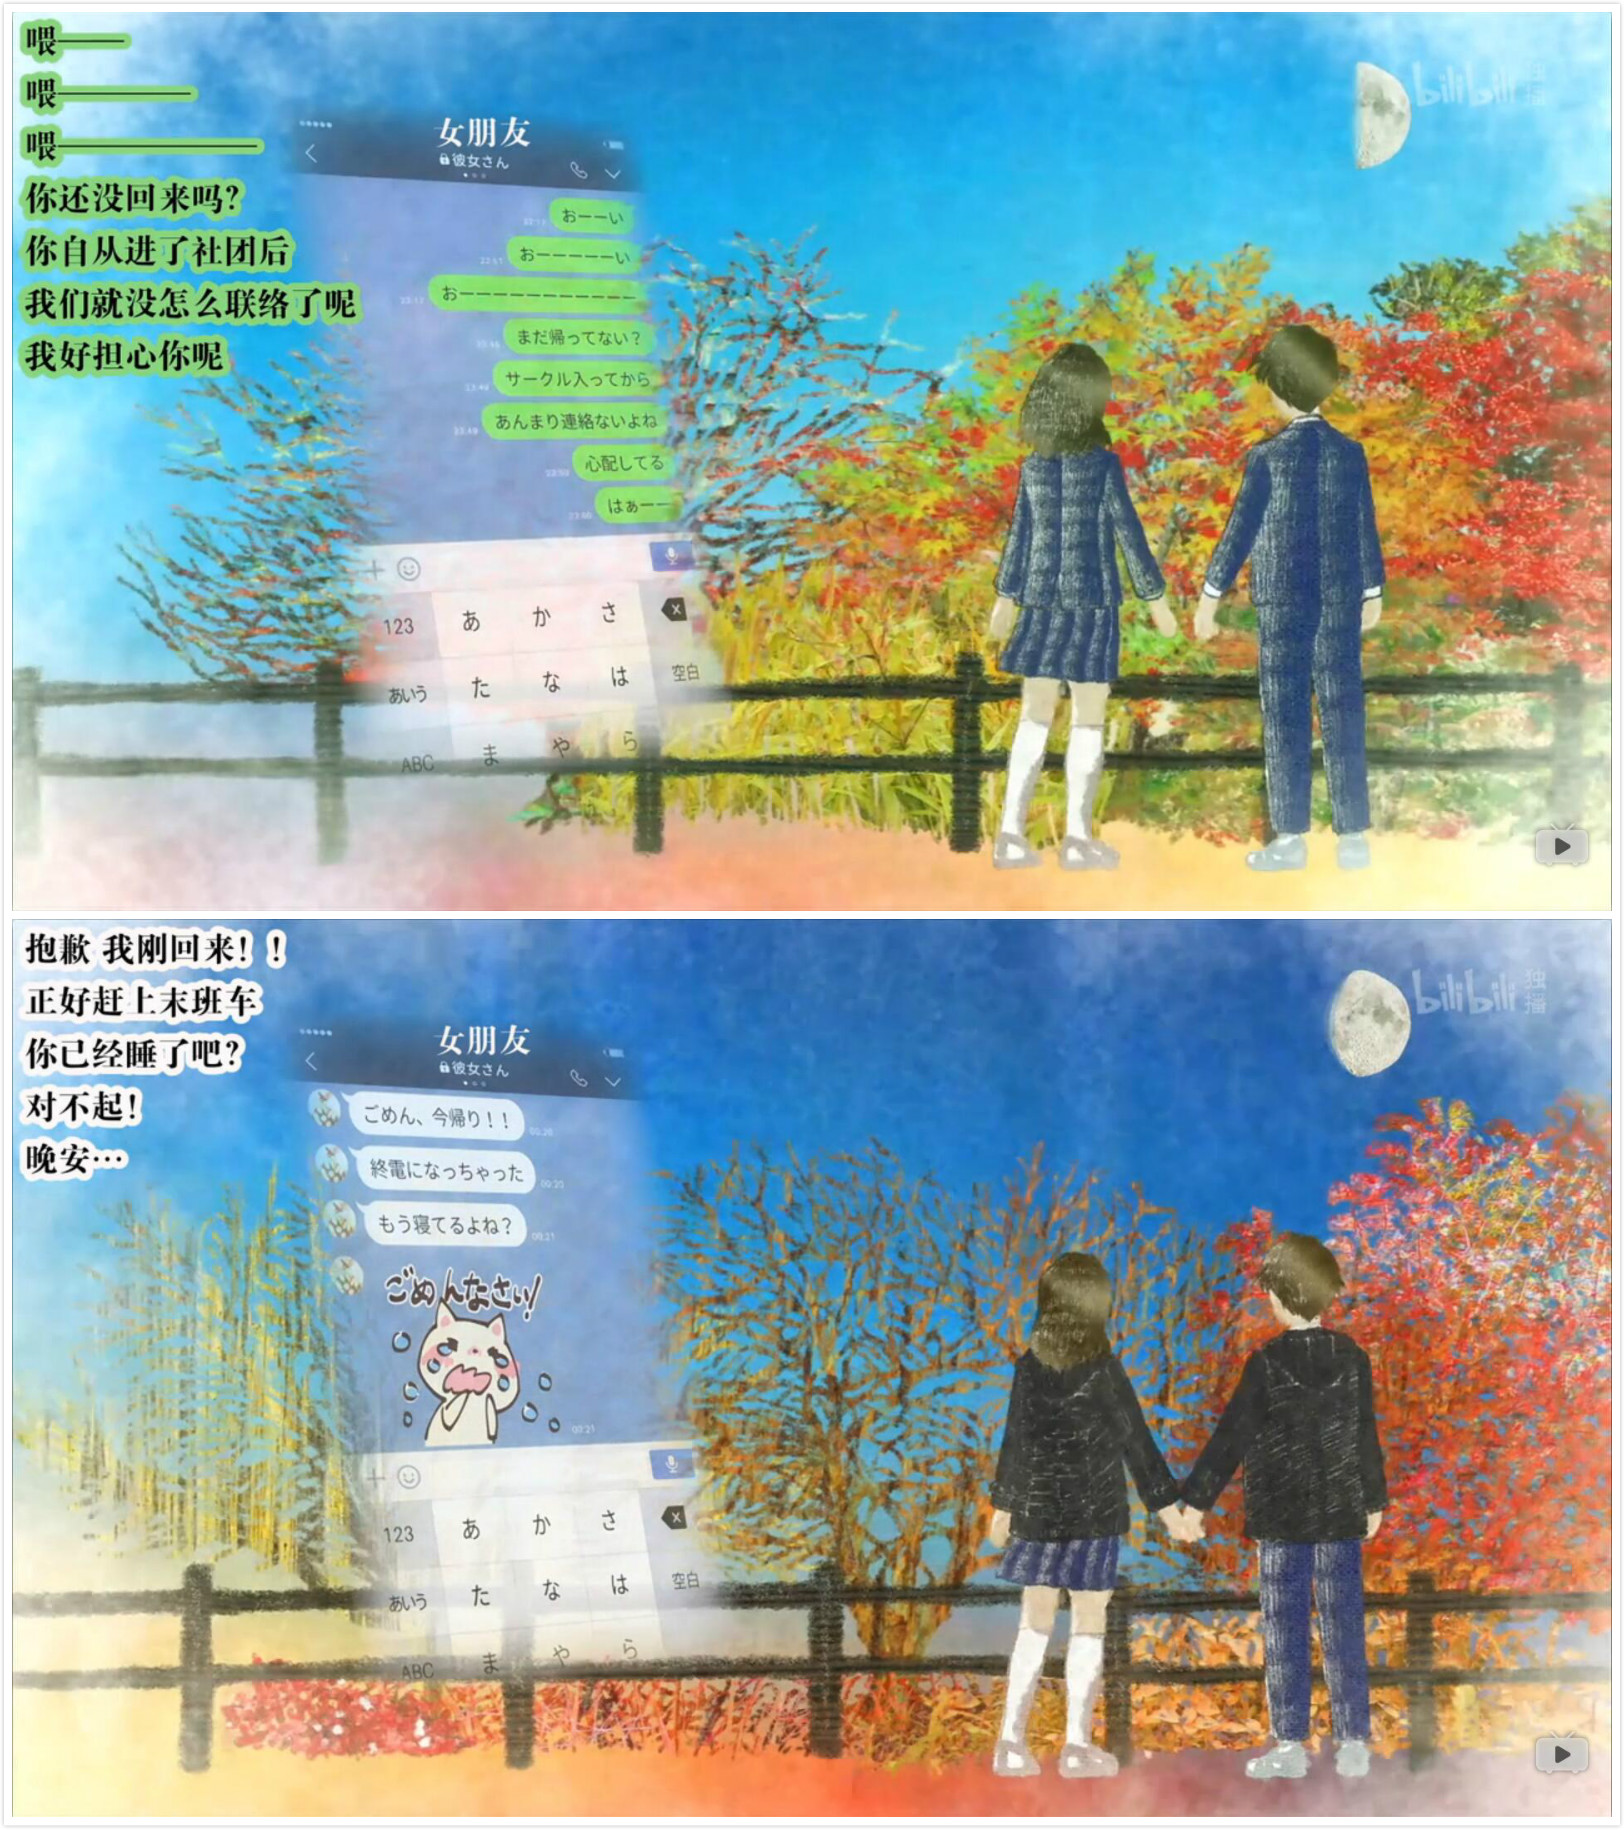 喂——
喂————
喂——————
你还没回来吗？
你自从进了社团后
我们就没怎么联络了呢
我好担心你呢
bilibili 独播
女朋友
彼女さん
おーーい
おーーーーーい
おーーーーーーーーーーー
まだ帰ってない？
サークル入ってから
あんまり連絡ないよね
心配してる
はぁーー
123 あ か さ
あいう た な は 空白
ABC ま や ら
抱歉 我刚回来！！
正好赶上末班车
你已经睡了吧？
对不起！
晚安…
bilibili 独播
女朋友
彼女さん
ごめん、今帰り！！
終電になっちゃった
00:20
もう寝てるよね？
00:21
ごめんなさい！
00:21
123 あ か さ
あいう た な は 空白
ABC ま や ら